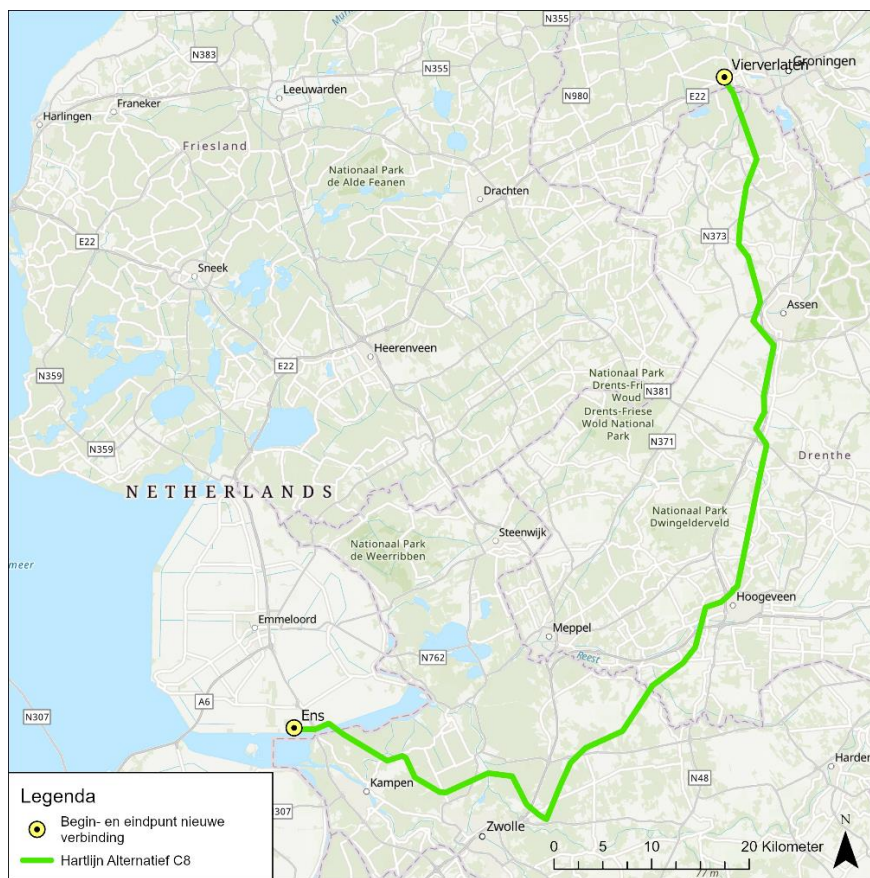 N355
N383
N355
Vierverlaten
Groningen
Leeuwarden
N980
E22
Harlingen
Franeker
Friesland
Nationaal Park
de Alde Feanen
Drachten
E22
N373
Sneek
Assen
Heerenveen
E22
N359
Nationaal Park
Drents-Fri
Woud
N381
Drents-Friese
Wold National
Park
N371
N359
Drenthe
NETHERLANDS
Nationaal Park
Dwingelderveld
Steenwijk
Nationaal Park
de Weerribben
meer
Hoogeveen
Emmeloord
Meppel
N762
Reest
A6
Ens
N307
Harden
N48
Kampen
307
Zwolle
Legenda
Begin- en eindpunt nieuwe
verbinding
Hartlijn Alternatief C8
N
0 5 10 20 Kilometer